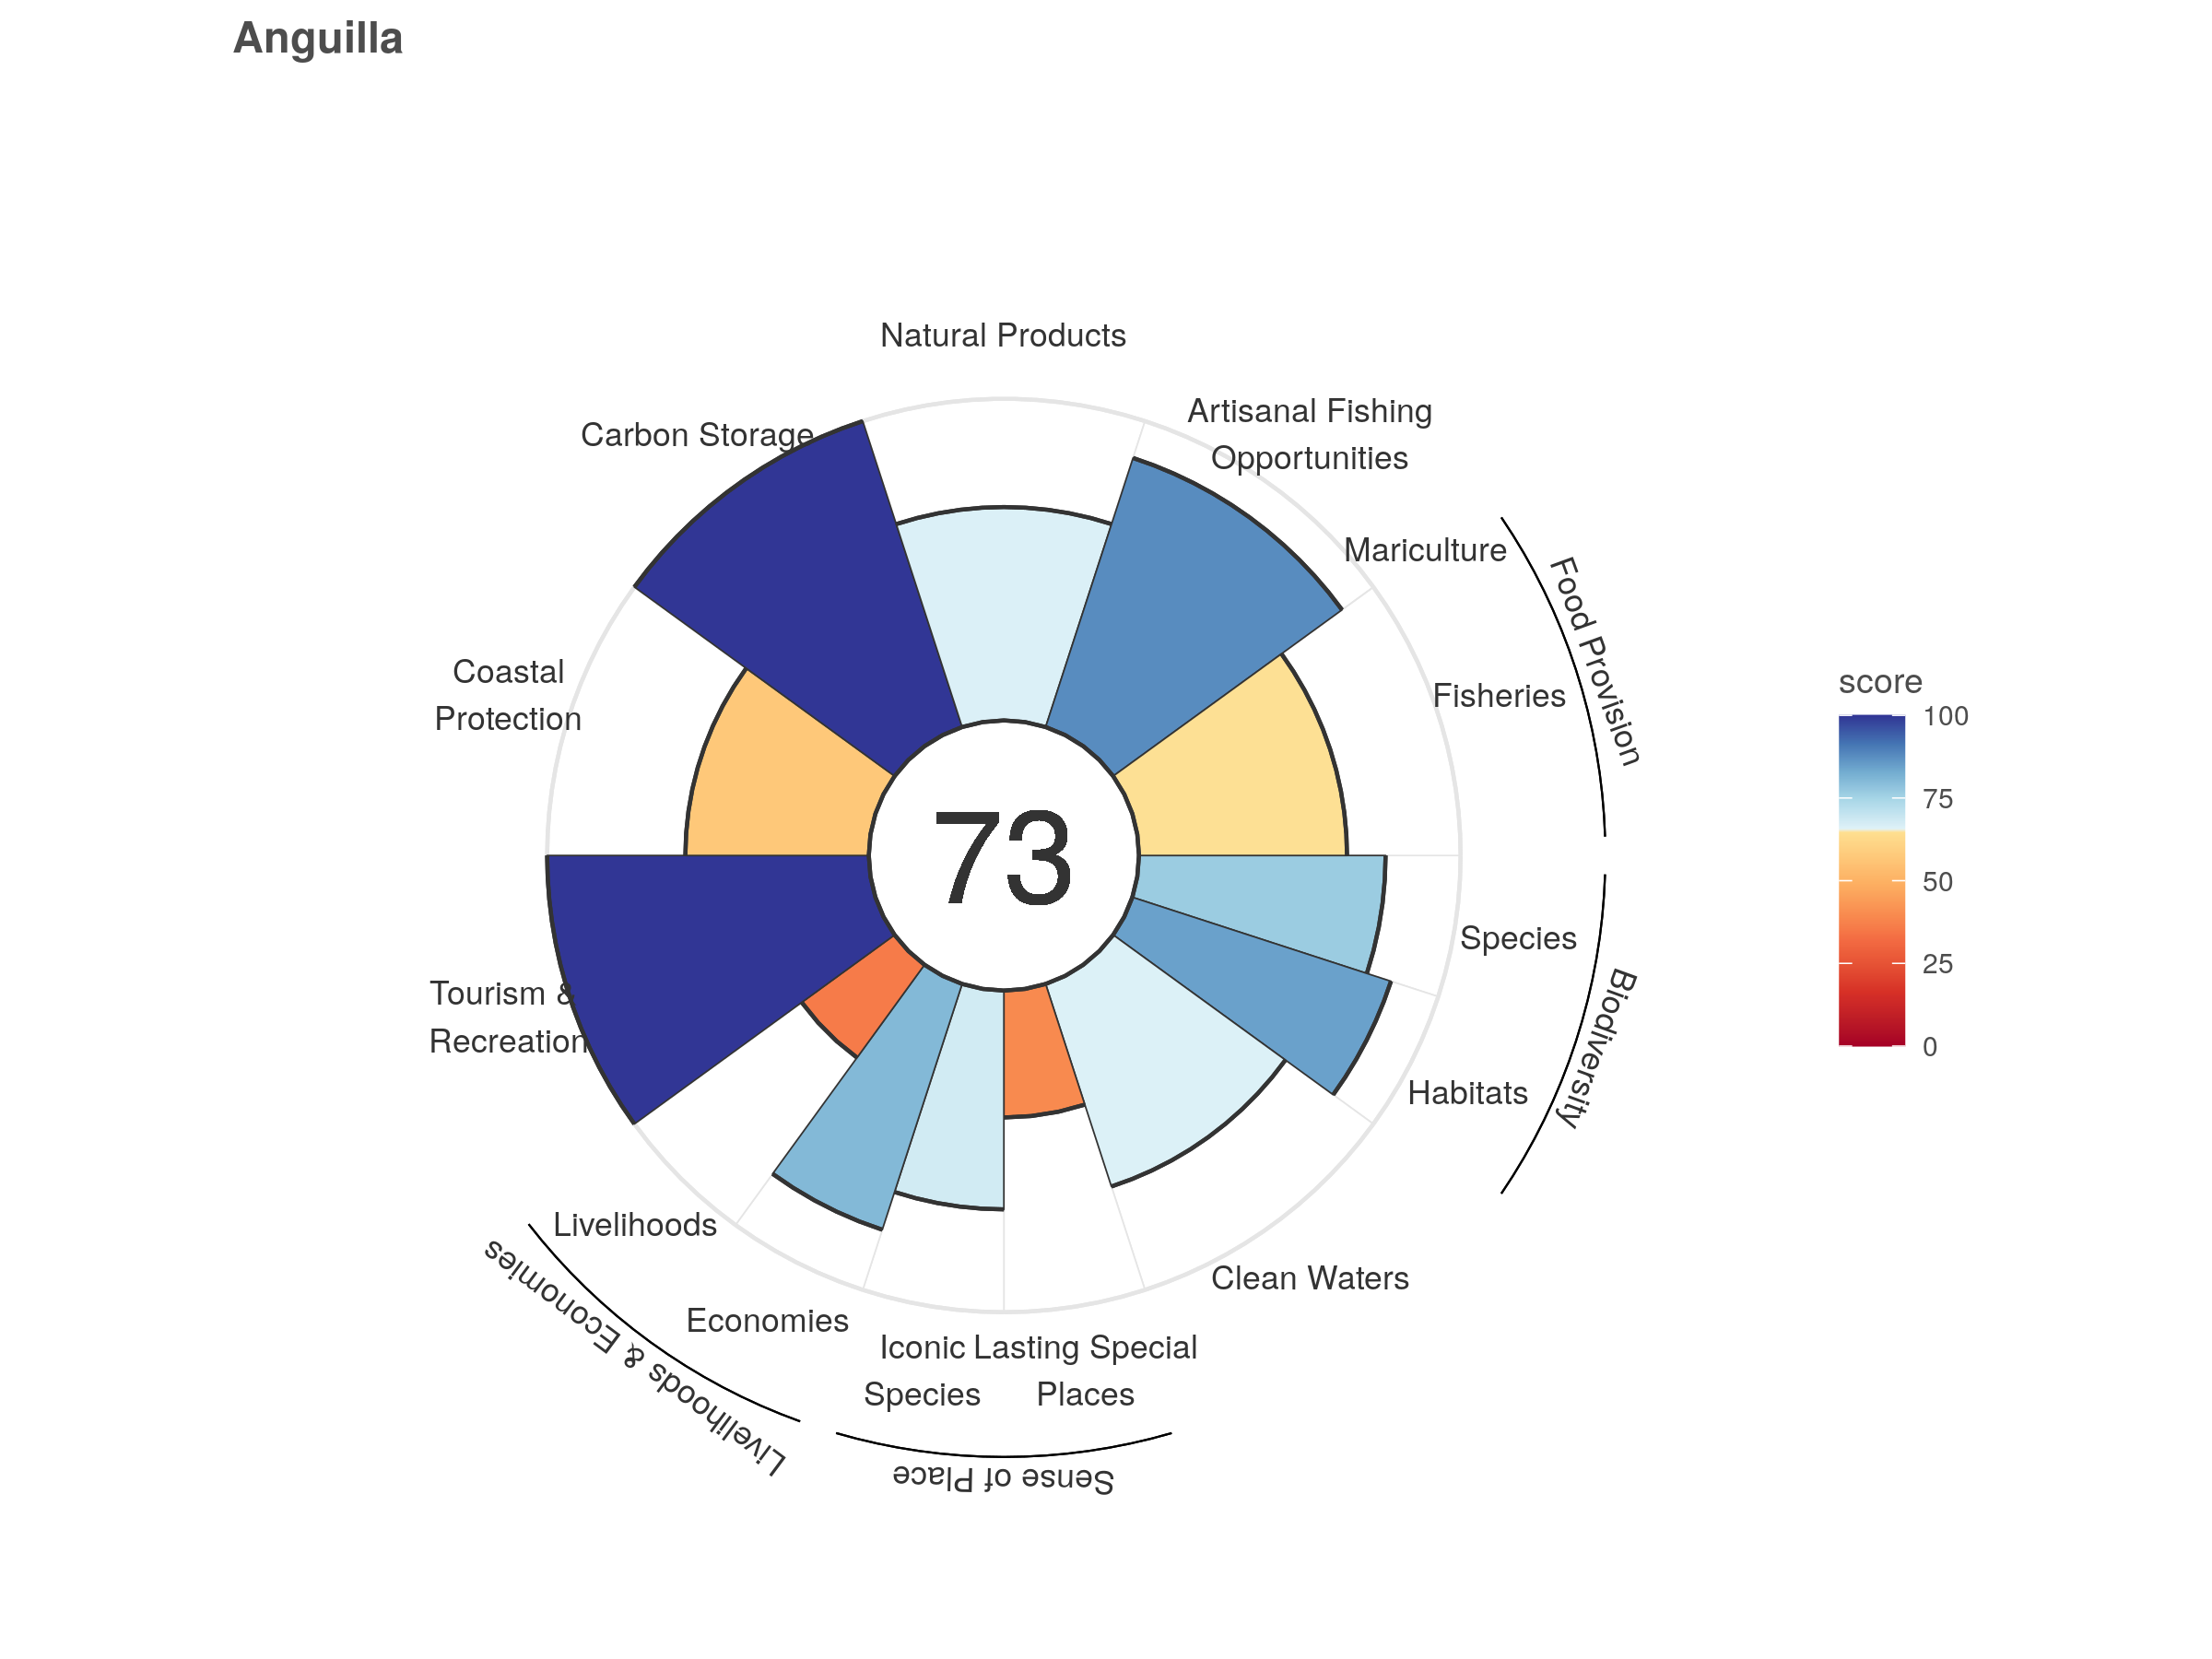 Anguilla
Natural Products
Artisanal Fishing
Opportunities
Carbon Storage
Mariculture
Food Provision
Fisheries
Coastal
Protection
score
100
75
50
25
0
73
Species
Biodiversity
Tourism &
Recreation
Habitats
Livelihoods
Clean Waters
Economies
Livelihoods & Economies
Iconic
Species
Lasting Special
Places
Sense of Place